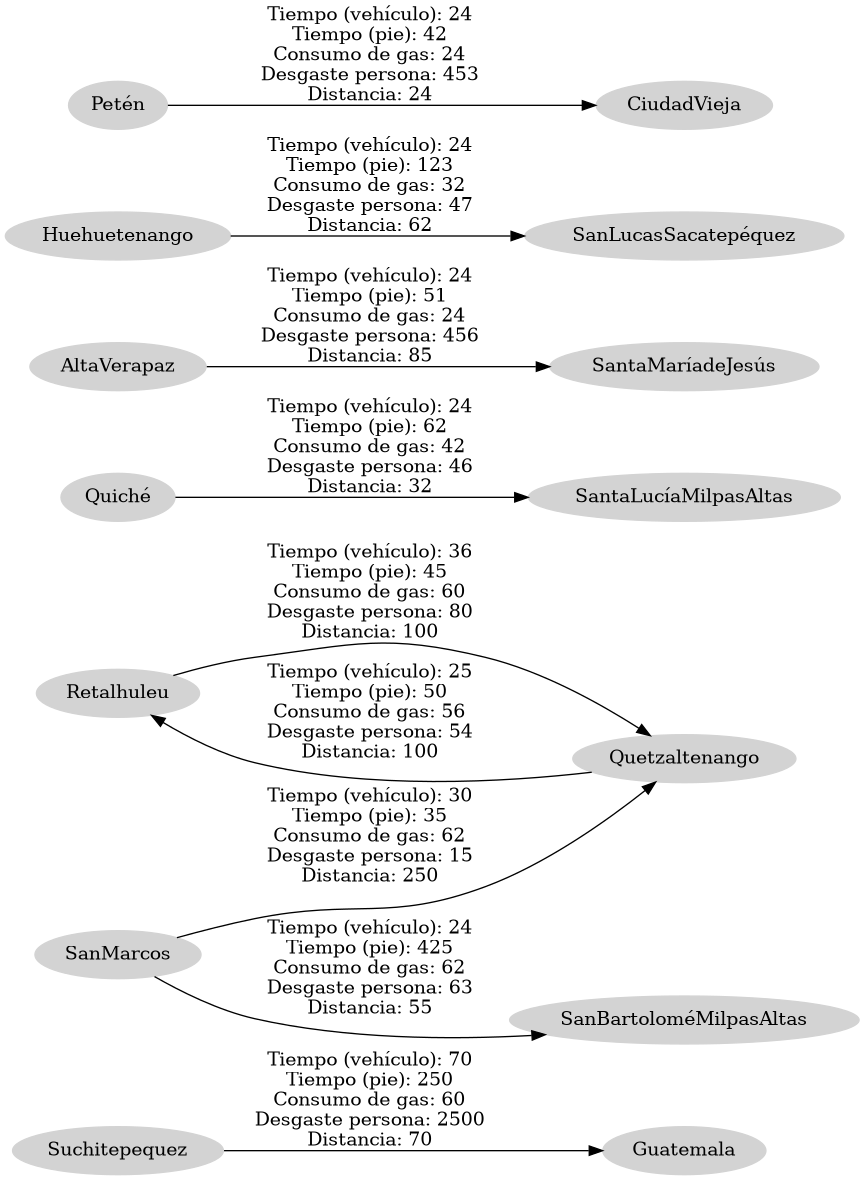 Tiempo (vehículo): 24
Tiempo (pie): 42
Consumo de gas: 24
Desgaste persona: 453
Distancia: 24
Petén
CiudadVieja
Tiempo (vehículo): 24
Tiempo (pie): 123
Consumo de gas: 32
Desgaste persona: 47
Distancia: 62
Huehuetenango
SanLucasSacatepéquez
Tiempo (vehículo): 24
Tiempo (pie): 51
Consumo de gas: 24
Desgaste persona: 456
Distancia: 85
AltaVerapaz
SantaMaríadeJesús
Tiempo (vehículo): 24
Tiempo (pie): 62
Consumo de gas: 42
Desgaste persona: 46
Distancia: 32
Quiché
SantaLucíaMilpasAltas
Tiempo (vehículo): 36
Tiempo (pie): 45
Consumo de gas: 60
Desgaste persona: 80
Distancia: 100
Retalhuleu
Tiempo (vehículo): 25
Tiempo (pie): 50
Consumo de gas: 56
Desgaste persona: 54
Distancia: 100
Quetzaltenango
Tiempo (vehículo): 30
Tiempo (pie): 35
Consumo de gas: 62
Desgaste persona: 15
Distancia: 250
SanMarcos
Tiempo (vehículo): 24
Tiempo (pie): 425
Consumo de gas: 62
Desgaste persona: 63
Distancia: 55
SanBartoloméMilpasAltas
Tiempo (vehículo): 70
Tiempo (pie): 250
Consumo de gas: 60
Desgaste persona: 2500
Distancia: 70
Suchitepequez
Guatemala